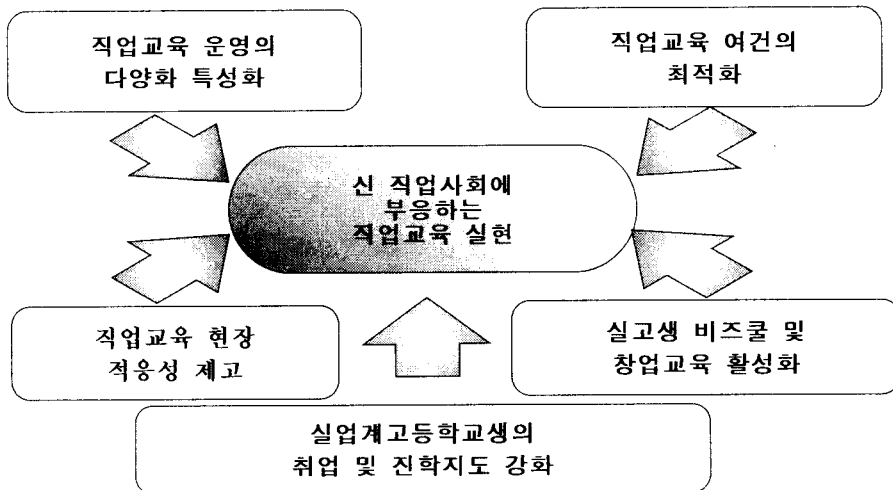 직업교육 운영의
다양화 특성화
직업교육 여건의
최적화
신 직업사회에
부응하는
직업교육 실현
직업교육 현장
적응성 제고
실고생 비즈쿨 및
창업교육 활성화
실업계고등학교생의
취업 및 진학지도 강화